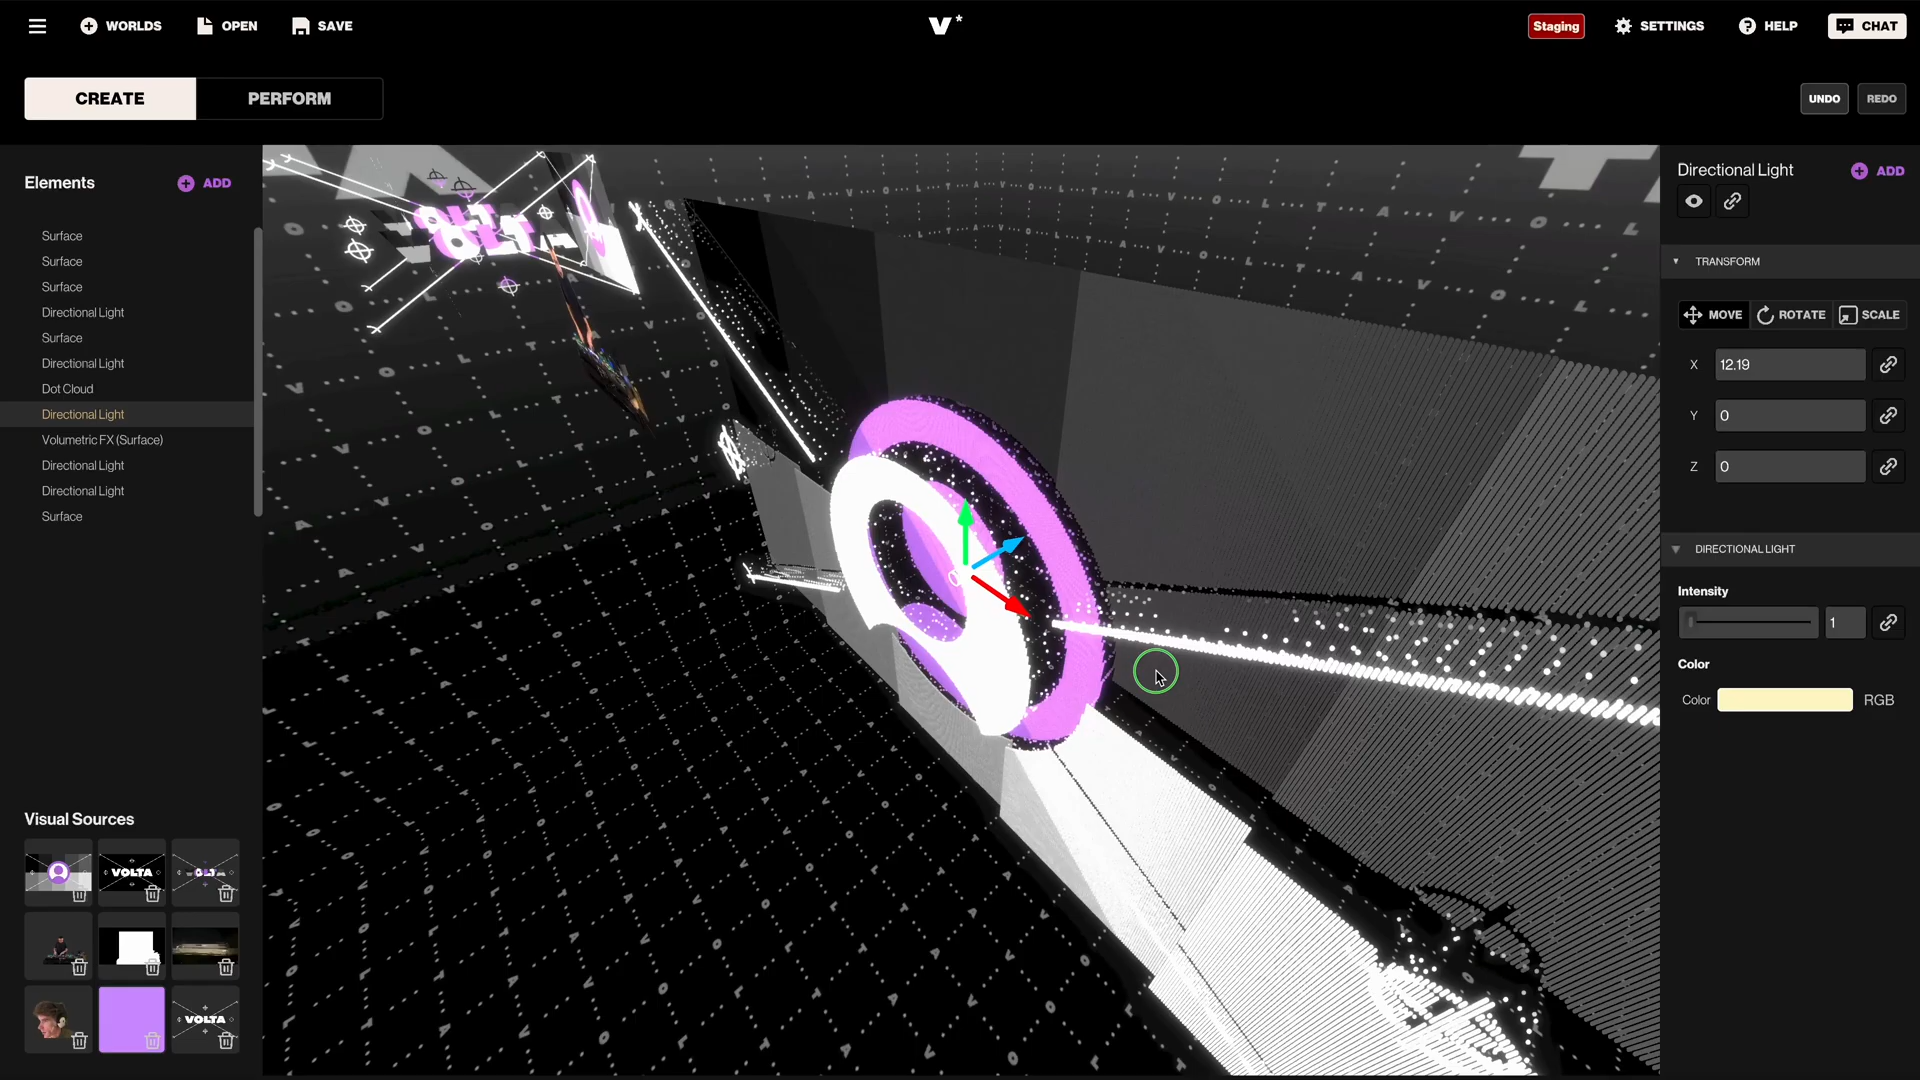 WORLDS
OPEN
SAVE
V*
Staging
SETTINGS
HELP
CHAT
CREATE
PERFORM
UNDO
REDO
Elements
ADD
Surface
Surface
Surface
Directional Light
Surface
Directional Light
Dot Cloud
Directional Light
Volumetric FX (Surface)
Directional Light
Directional Light
Surface
Visual Sources
VOLTA
OLT
VOLTA
OLT
Directional Light
ADD
TRANSFORM
MOVE
ROTATE
SCALE
X
12.19
Y
0
Z
0
DIRECTIONAL LIGHT
Intensity
1
Color
Color
RGB